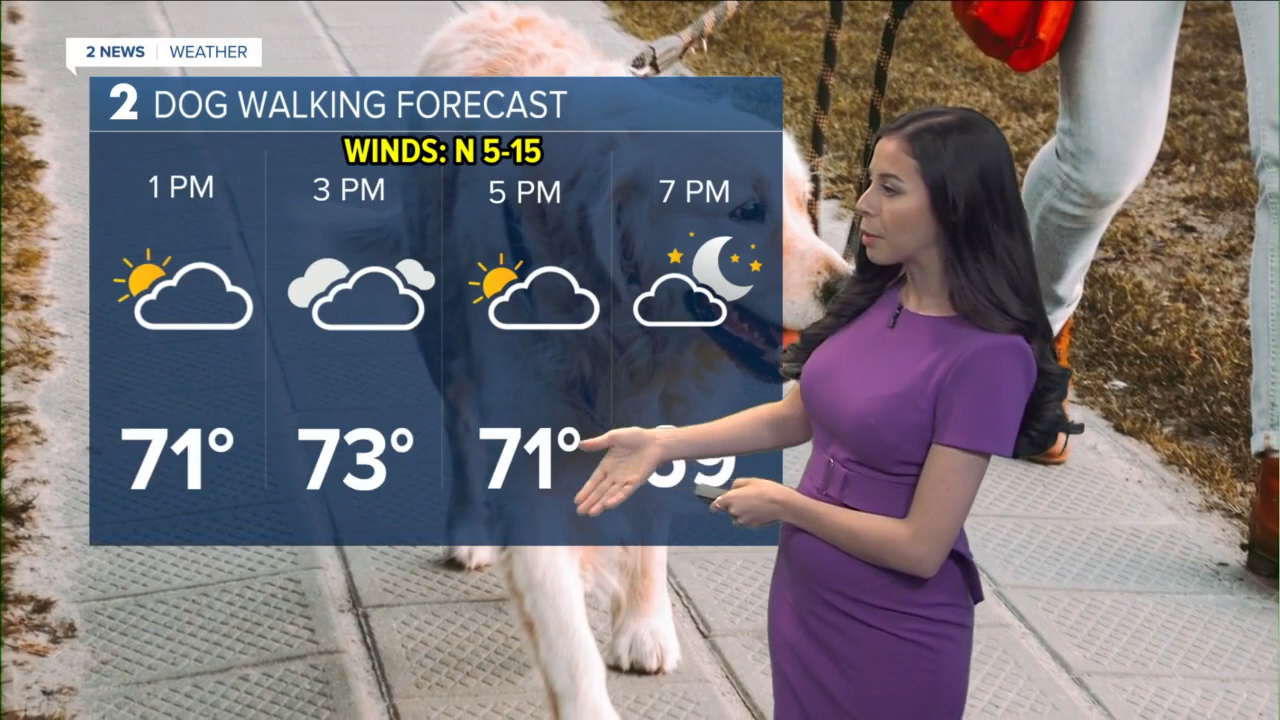 2 NEWS | WEATHER
2 DOG WALKING FORECAST
WINDS: N 5-15
1 PM 3 PM 5 PM 7 PM
71° 73° 71°